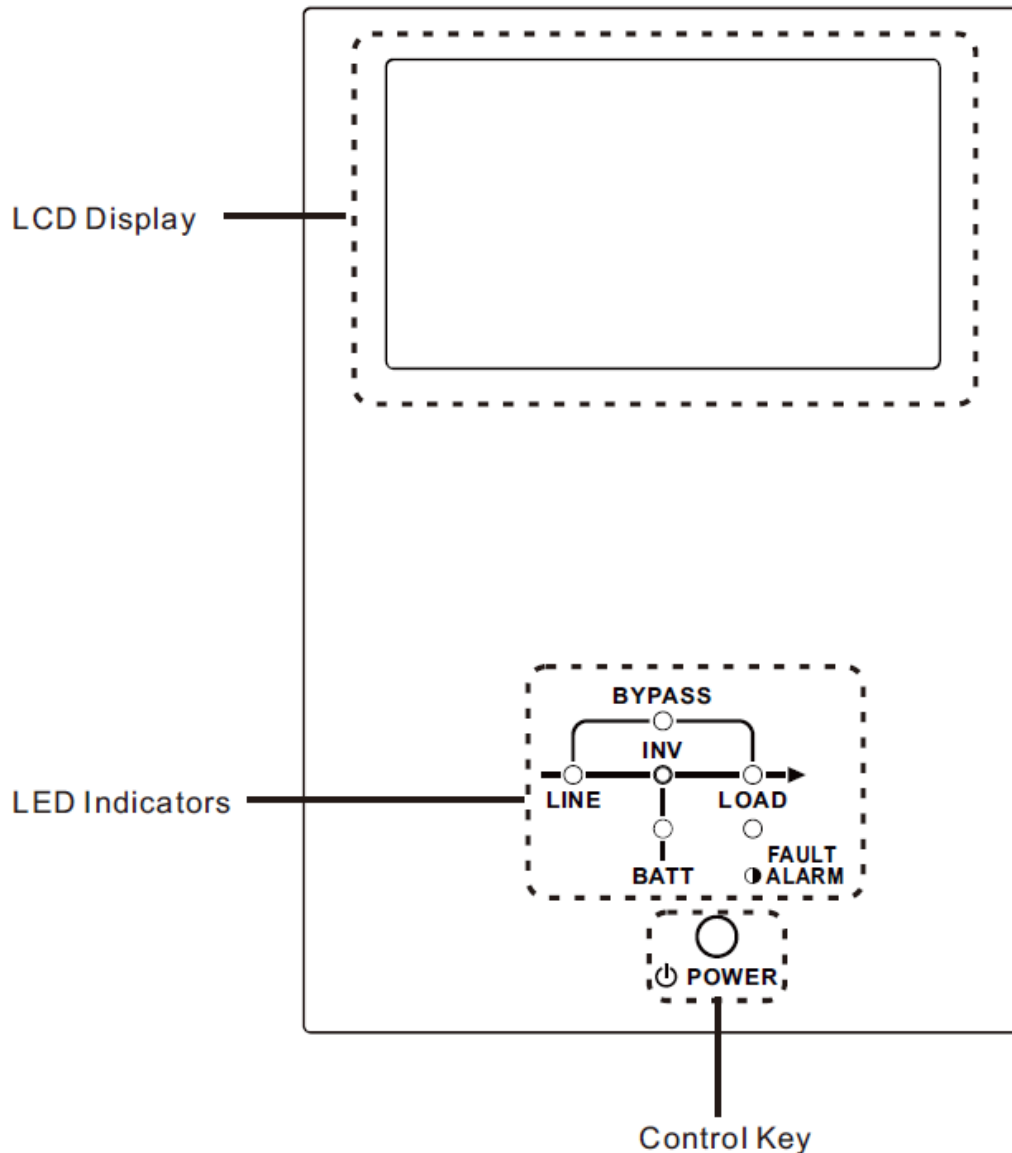 LCD Display
BYPASS
INV
LINE
LOAD
LED Indicators
FAULT
BATT
ALARM
POWER
Control Key